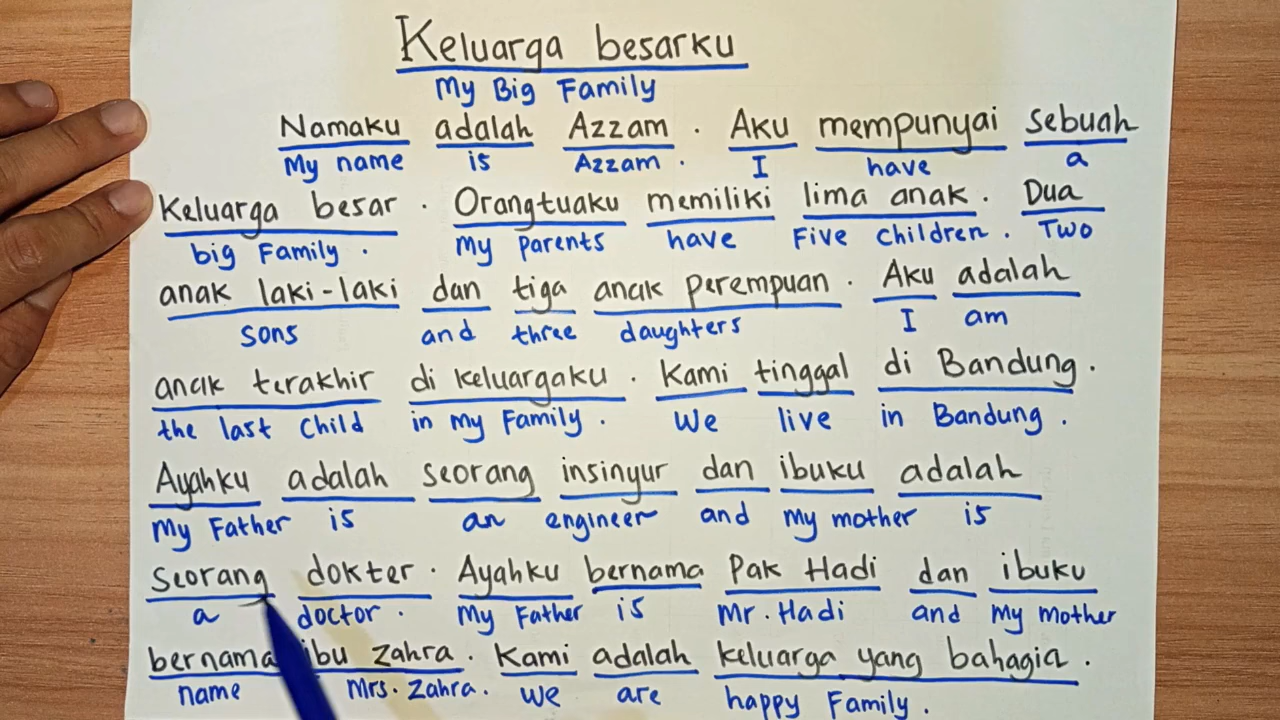 Keluarga besarku
My Big Family
Namaku adalah Azzam. Aku mempunyai sebuah
My name is Azzam. I have a
Keluarga besar. Orangtuaku memiliki lima anak. Dua
big Family. My parents have Five children. Two
anak laki-laki dan tiga anak perempuan. Aku adalah
sons and three daughters I am
anak terakhir di keluargaku. Kami tinggal di Bandung.
the last Child in my Family. We live in Bandung.
Ayahku adalah seorang insinyur dan ibuku adalah
My Father is an engineer and My mother is
Seorang dokter. Ayahku bernama Pak Hadi dan ibuku
a doctor. My Father is Mr. Hadi and My mother
bernama ibu Zahra. Kami adalah keluarga yang bahagia.
name Mrs. Zahra. We are happy Family.